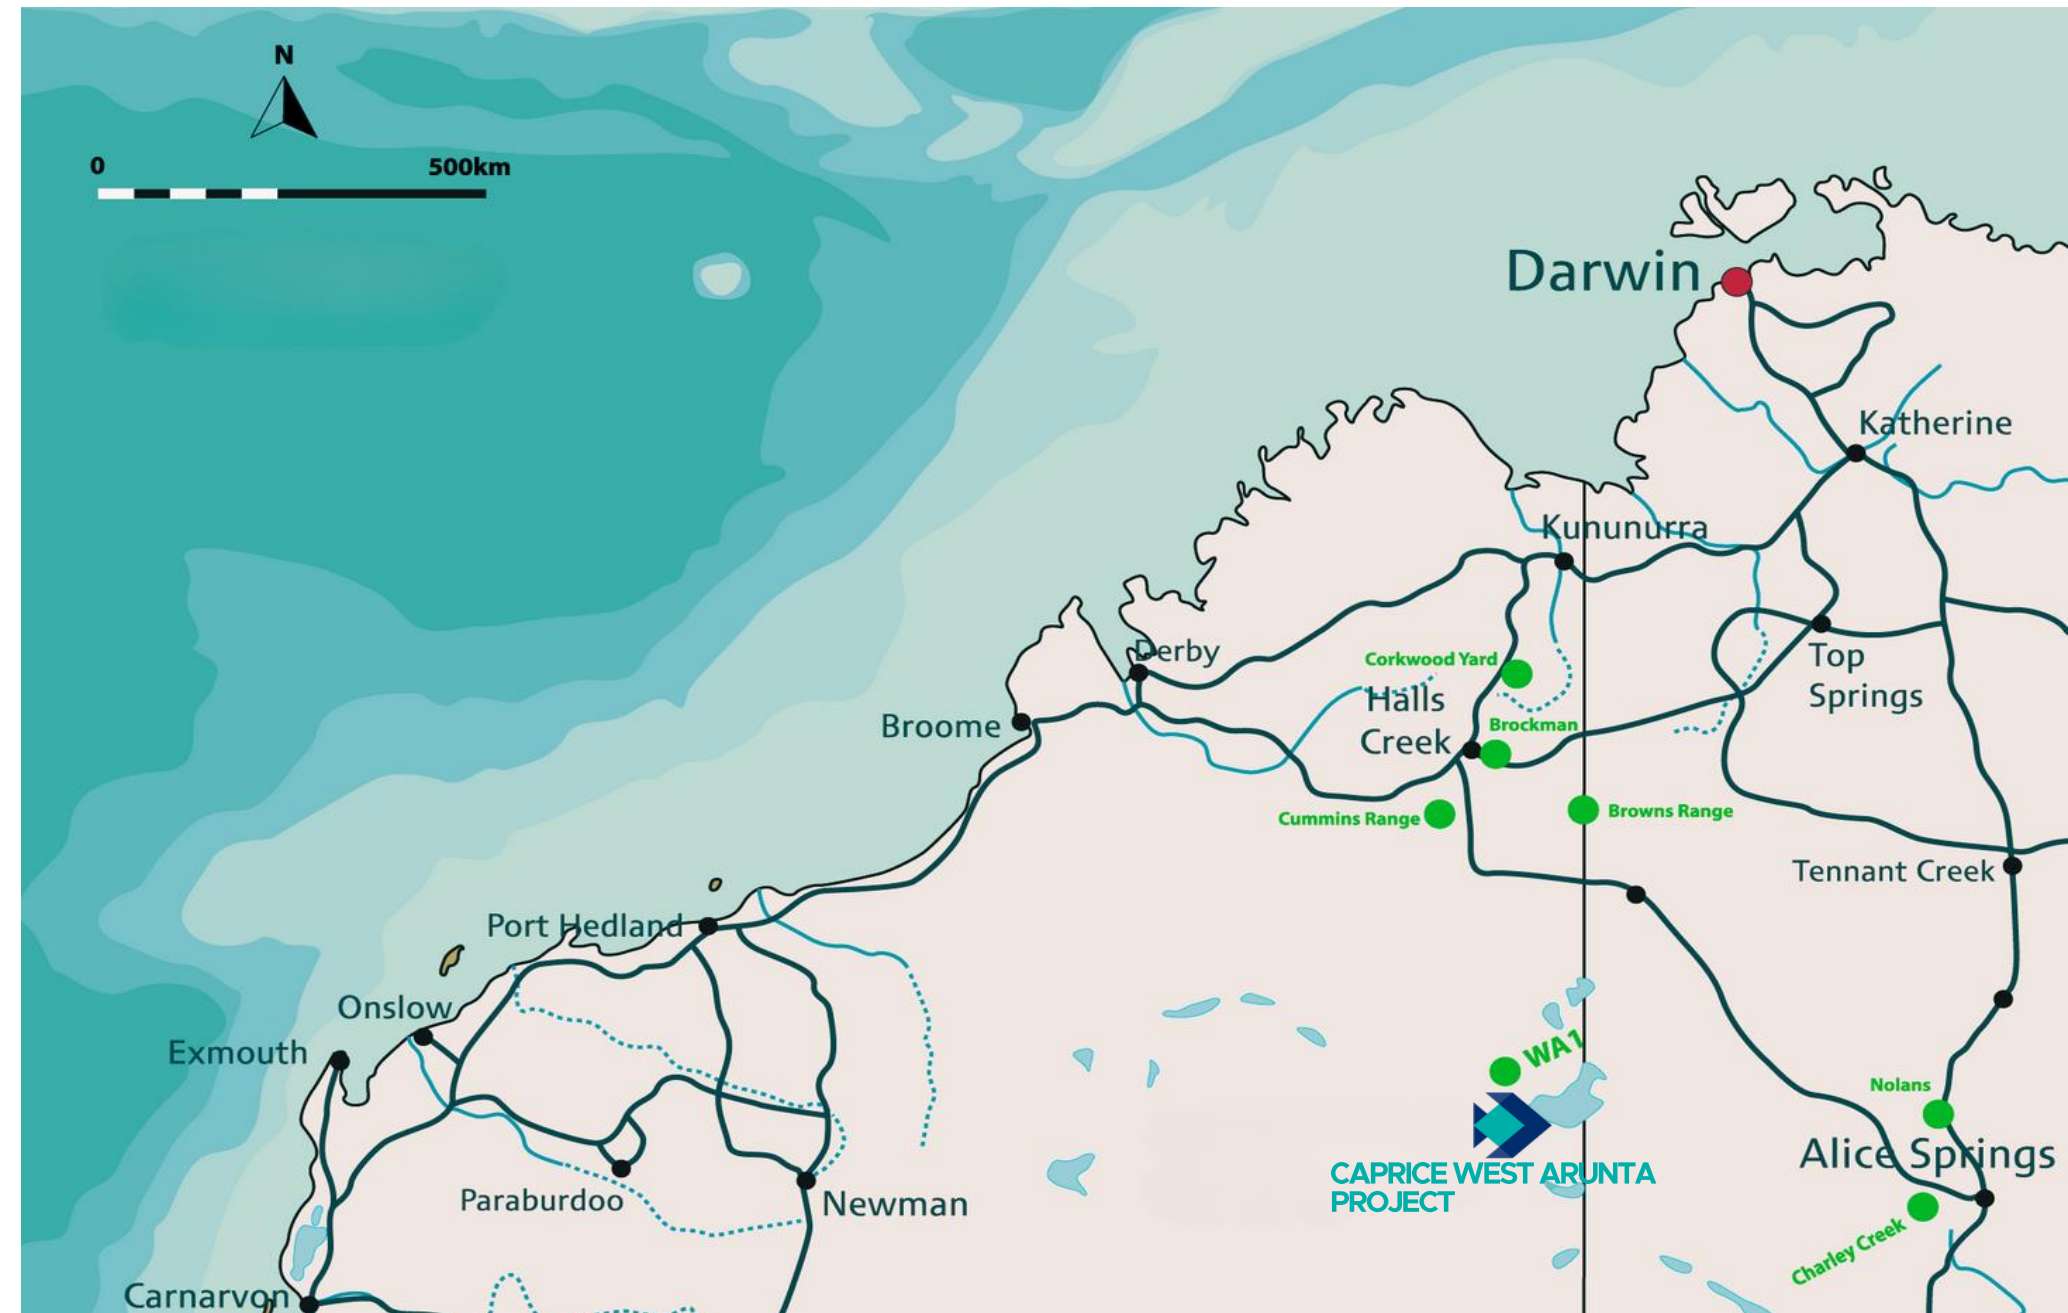 N
0 500km
Darwin
Katherine
Kununurra
Derby
Corkwood Yard
Top
Springs
Halls
Creek
Broome
Brockman
Cummins Range
Browns Range
Tennant Creek
Port Hedland
Onslow
Exmouth
WA1
Nolans
Alice Springs
CAPRICE WEST ARUNTA
PROJECT
Paraburdoo
Newman
Charley Creek
Carnarvon